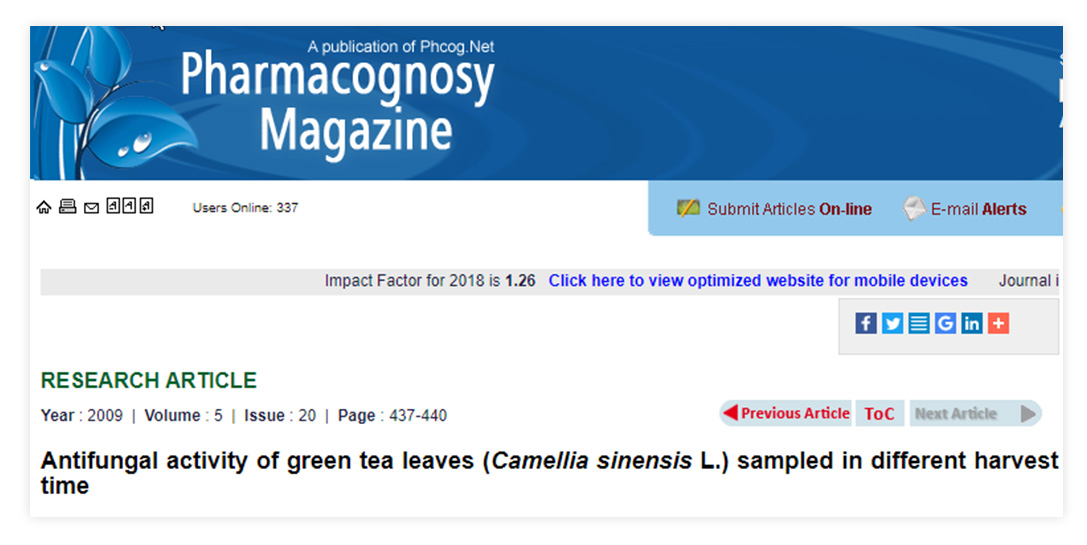 A publication of Phcog.Net
Pharmacognosy
Magazine
Users Online: 337
Submit Articles On-line
E-mail Alerts
Impact Factor for 2018 is 1.26 Click here to view optimized website for mobile devices Journal i
RESEARCH ARTICLE
Year : 2009 | Volume : 5 | Issue : 20 | Page : 437-440
Previous Article ToC Next Article
Antifungal activity of green tea leaves (Camellia sinensis L.) sampled in different harvest
time